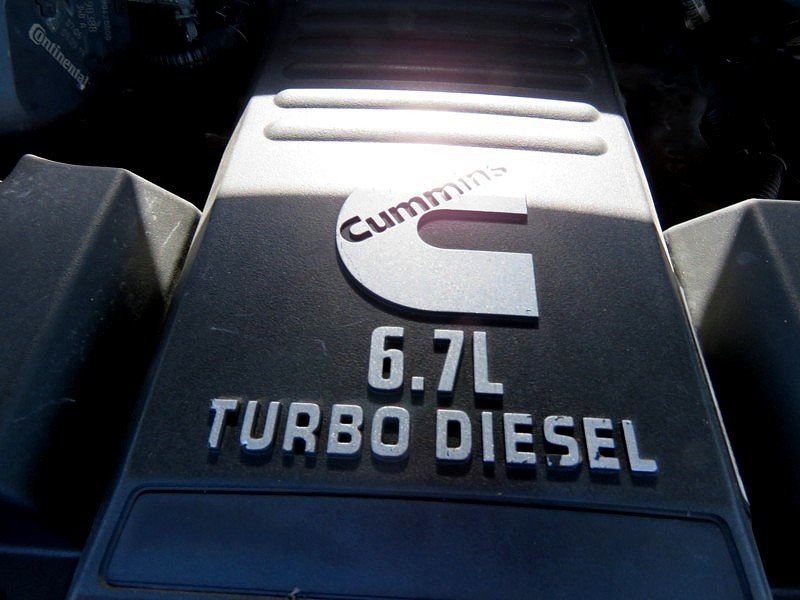 Continental
Cummins
6.7L
TURBO DIESEL